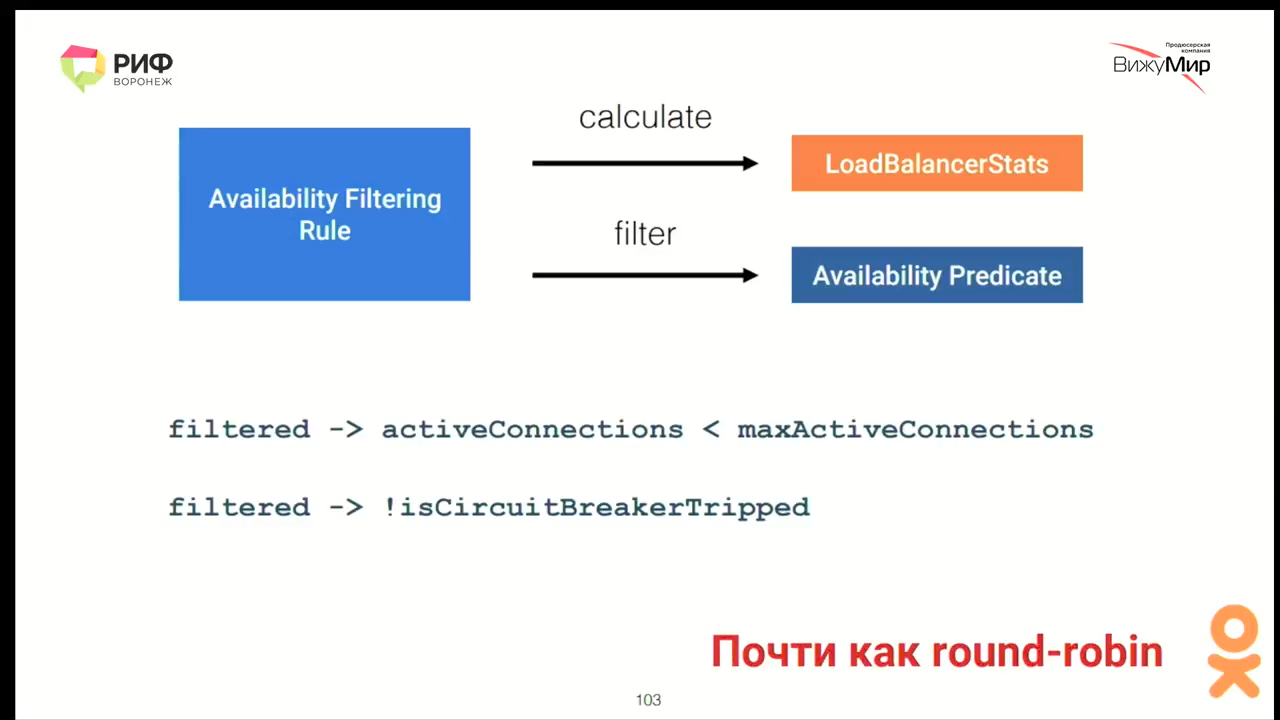 РИФ
ВОРОНЕЖ
Продюсерская
компания
ВижуМир
calculate
Availability Filtering
Rule
LoadBalancerStats
filter
Availability Predicate
filtered -> activeConnections < maxActiveConnections
filtered -> !isCircuitBreakerTripped
Почти как round-robin
103